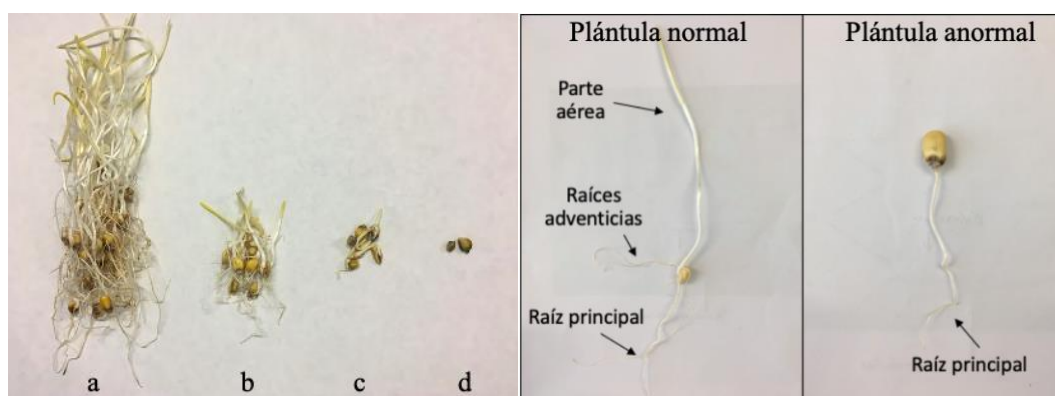 a
b
c
d
Plántula normal
Parte
aérea
Raíces
adventicias
Raíz principal
Plántula anormal
Raíz principal